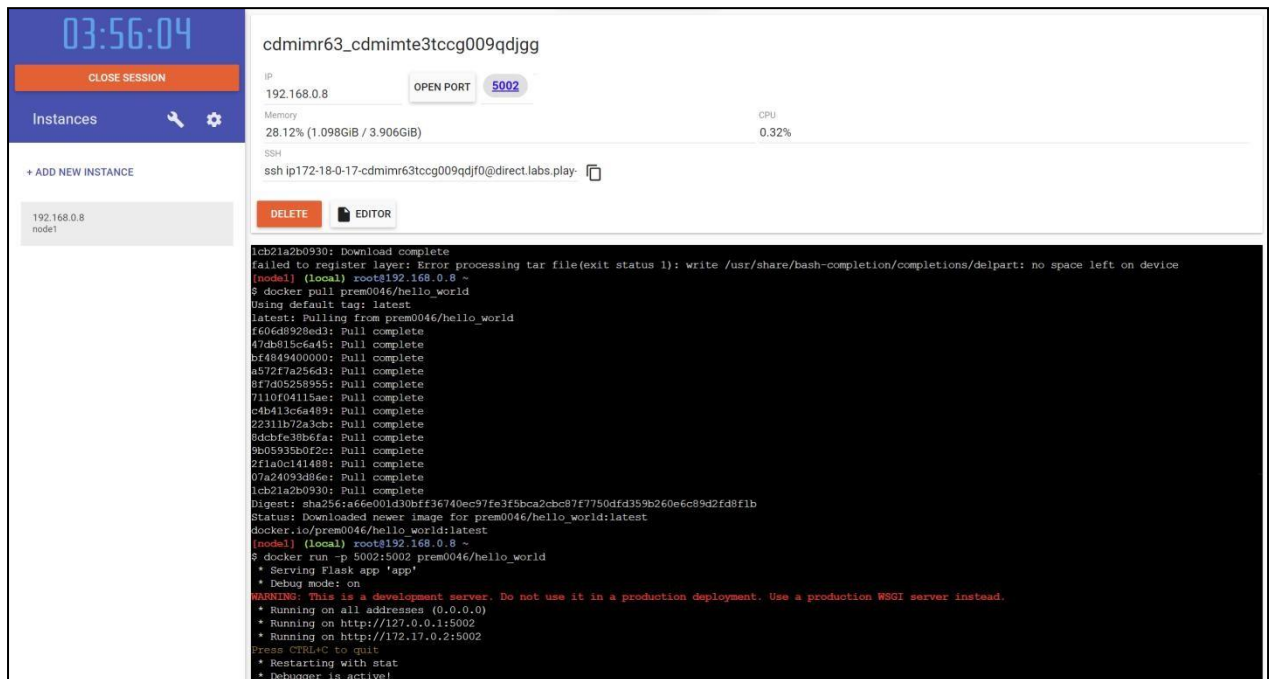 03:56:04
CLOSE SESSION
Instances
+ ADD NEW INSTANCE
192.168.0.8
node1
cdmimr63_cdmimte3tccg009qdjgg
IP
192.168.0.8
OPEN PORT
5002
Memory
28.12% (1.098GiB / 3.906GiB)
CPU
0.32%
SSH
ssh ip172-18-0-17-cdmimr63tccg009qdjf0@direct.labs.play-
DELETE
EDITOR
1cb21a2b0930: Download complete
failed to register layer: Error processing tar file(exit status 1): write /usr/share/bash-completion/completions/delpart: no space left on device
[node1] (local) root@192.168.0.8 ~
$ docker pull prem0046/hello_world
Using default tag: latest
latest: Pulling from prem0046/hello_world
f606d8928ed3: Pull complete
47db815c6a45: Pull complete
bf4849400000: Pull complete
a572f7a256d3: Pull complete
8f7d05258955: Pull complete
7110f04115ae: Pull complete
c4b413c6a489: Pull complete
22311b72a3cb: Pull complete
8dcbfe38b6fa: Pull complete
9b05935b0f2c: Pull complete
2f1a0c141488: Pull complete
07a24093d86e: Pull complete
1cb21a2b0930: Pull complete
Digest: sha256:a66e001d30bff36740ec97fe3f5bca2cbc87f7750dfd359b260e6c89d2fd8f1b
Status: Downloaded newer image for prem0046/hello_world:latest
docker.io/prem0046/hello_world:latest
[node1] (local) root@192.168.0.8 ~
$ docker run -p 5002:5002 prem0046/hello_world
* Serving Flask app 'app'
* Debug mode: on
WARNING: This is a development server. Do not use it in a production deployment. Use a production WSGI server instead.
* Running on all addresses (0.0.0.0)
* Running on http://127.0.0.1:5002
* Running on http://172.17.0.2:5002
Press CTRL+C to quit
* Restarting with stat
* Debugger is active!